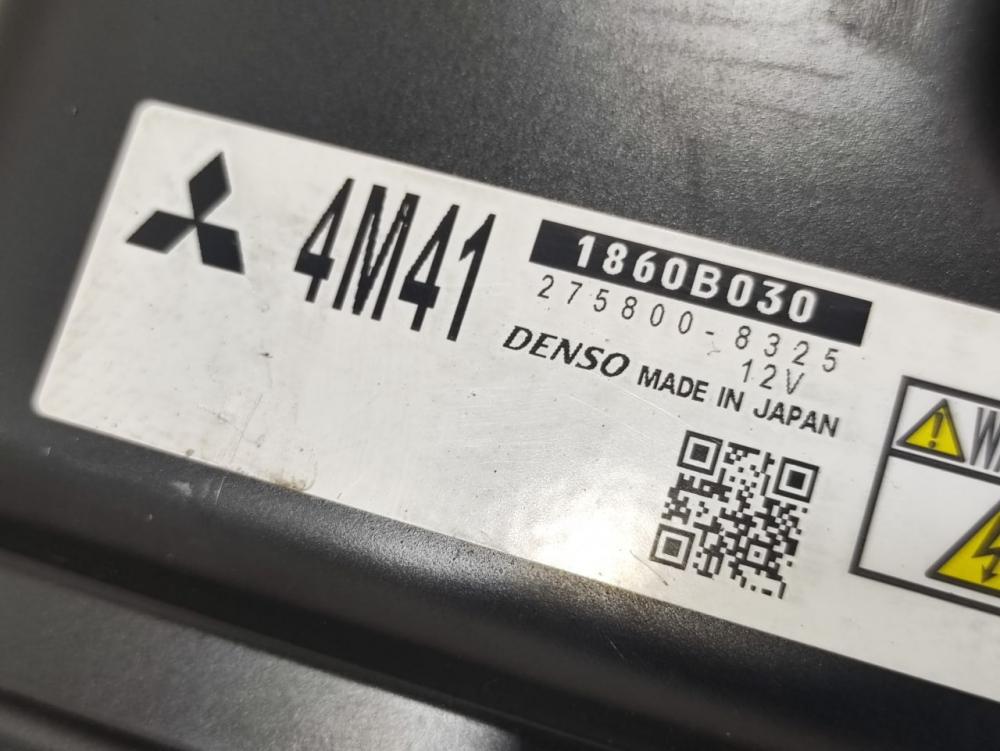 4M41
1860B030
275800-8325
12V
DENSO MADE IN JAPAN